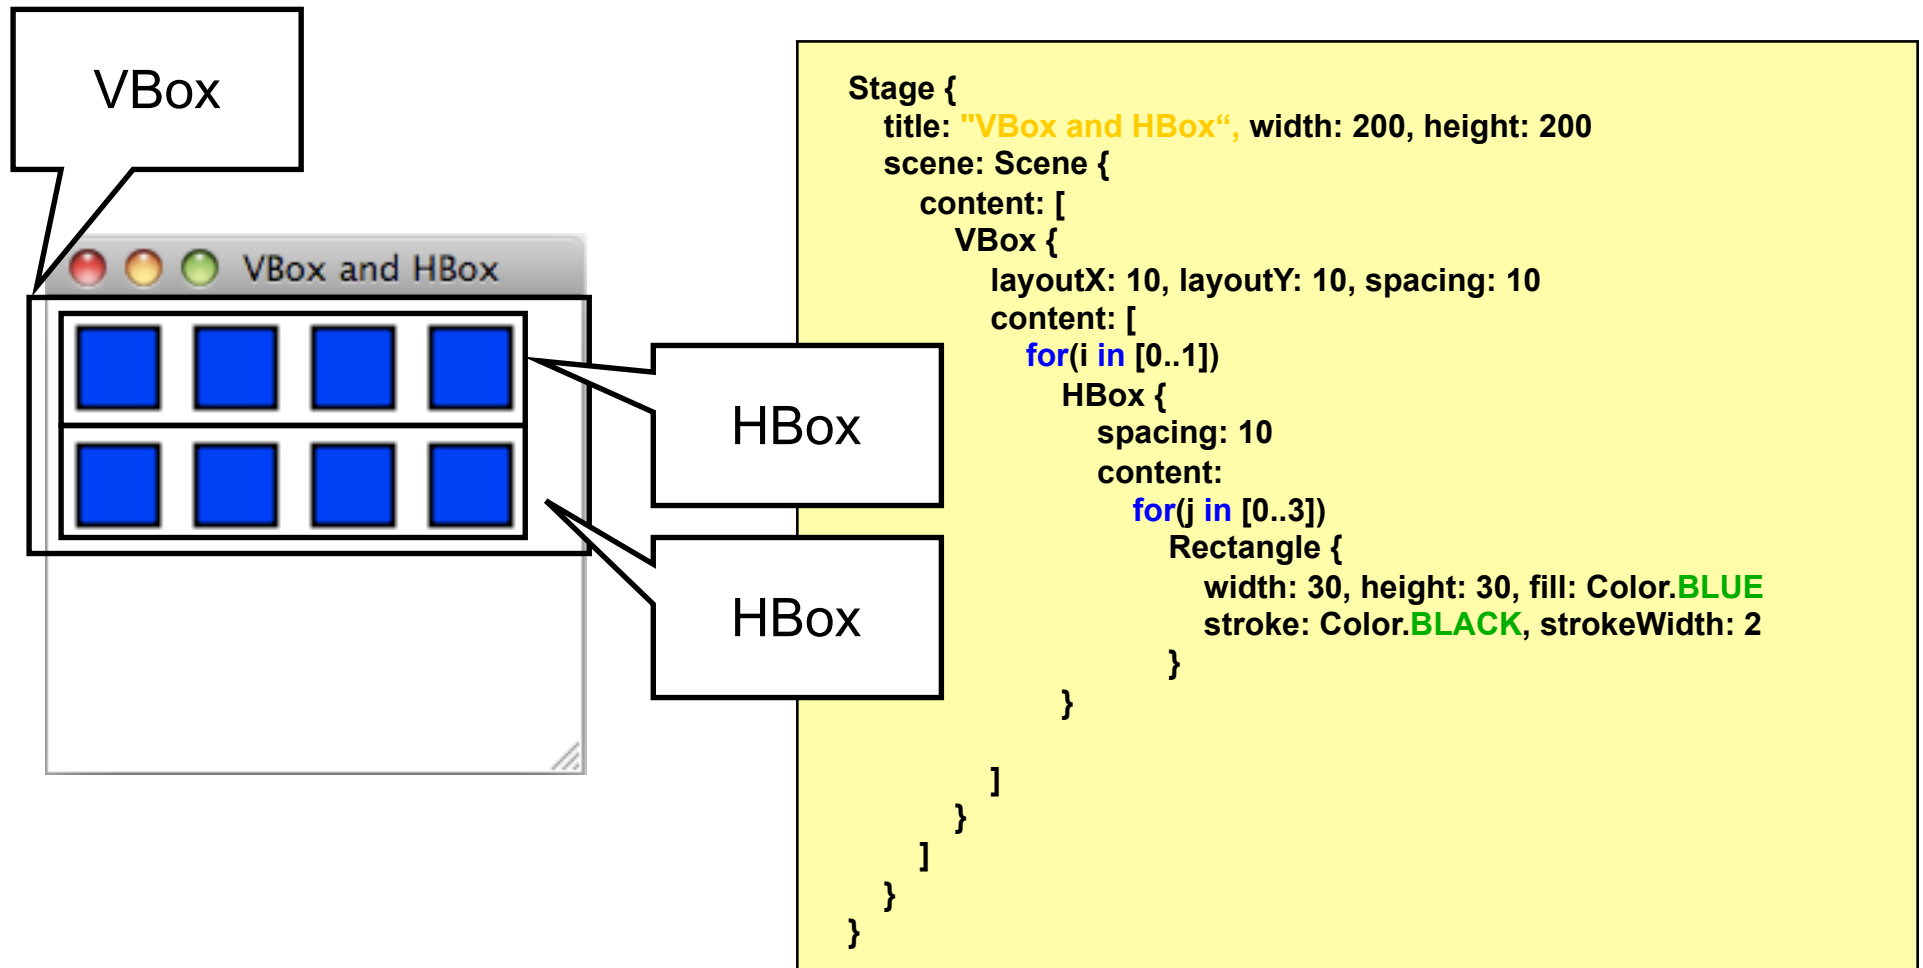 VBox
VBox and HBox
HBox
HBox
Stage {
title: "VBox and HBox“, width: 200, height: 200
scene: Scene {
content: [
VBox {
layoutX: 10, layoutY: 10, spacing: 10
content: [
for(i in [0..1])
HBox {
spacing: 10
content:
for(j in [0..3])
Rectangle {
width: 30, height: 30, fill: Color.BLUE
stroke: Color.BLACK, strokeWidth: 2
}
}
]
}
]
}
}